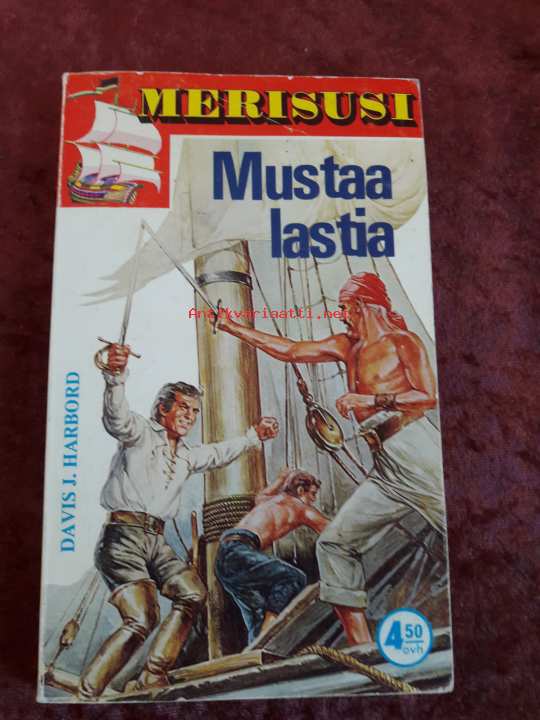 MERISUSI
Mustaa
lastia
Antikvariaatti.net
DAVIS J. HARBORD
4 50
ovh